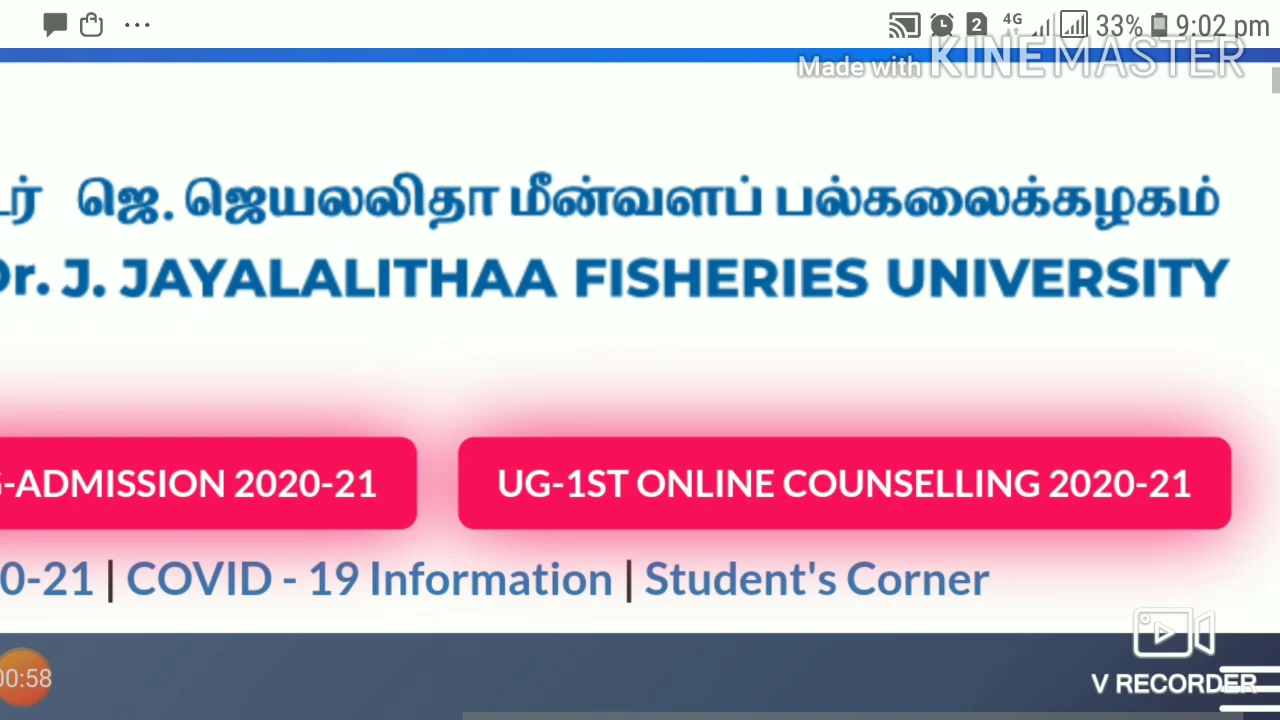 2 4G 33% 9:02 pm
Made with KINEMASTER
ஜெ. ஜெயலலிதா மீன்வளப் பல்கலைக்கழகம்
Dr. J. JAYALALITHAA FISHERIES UNIVERSITY
G-ADMISSION 2020-21 UG-1ST ONLINE COUNSELLING 2020-21
0-21 | COVID - 19 Information | Student's Corner
00:58
V RECORDER